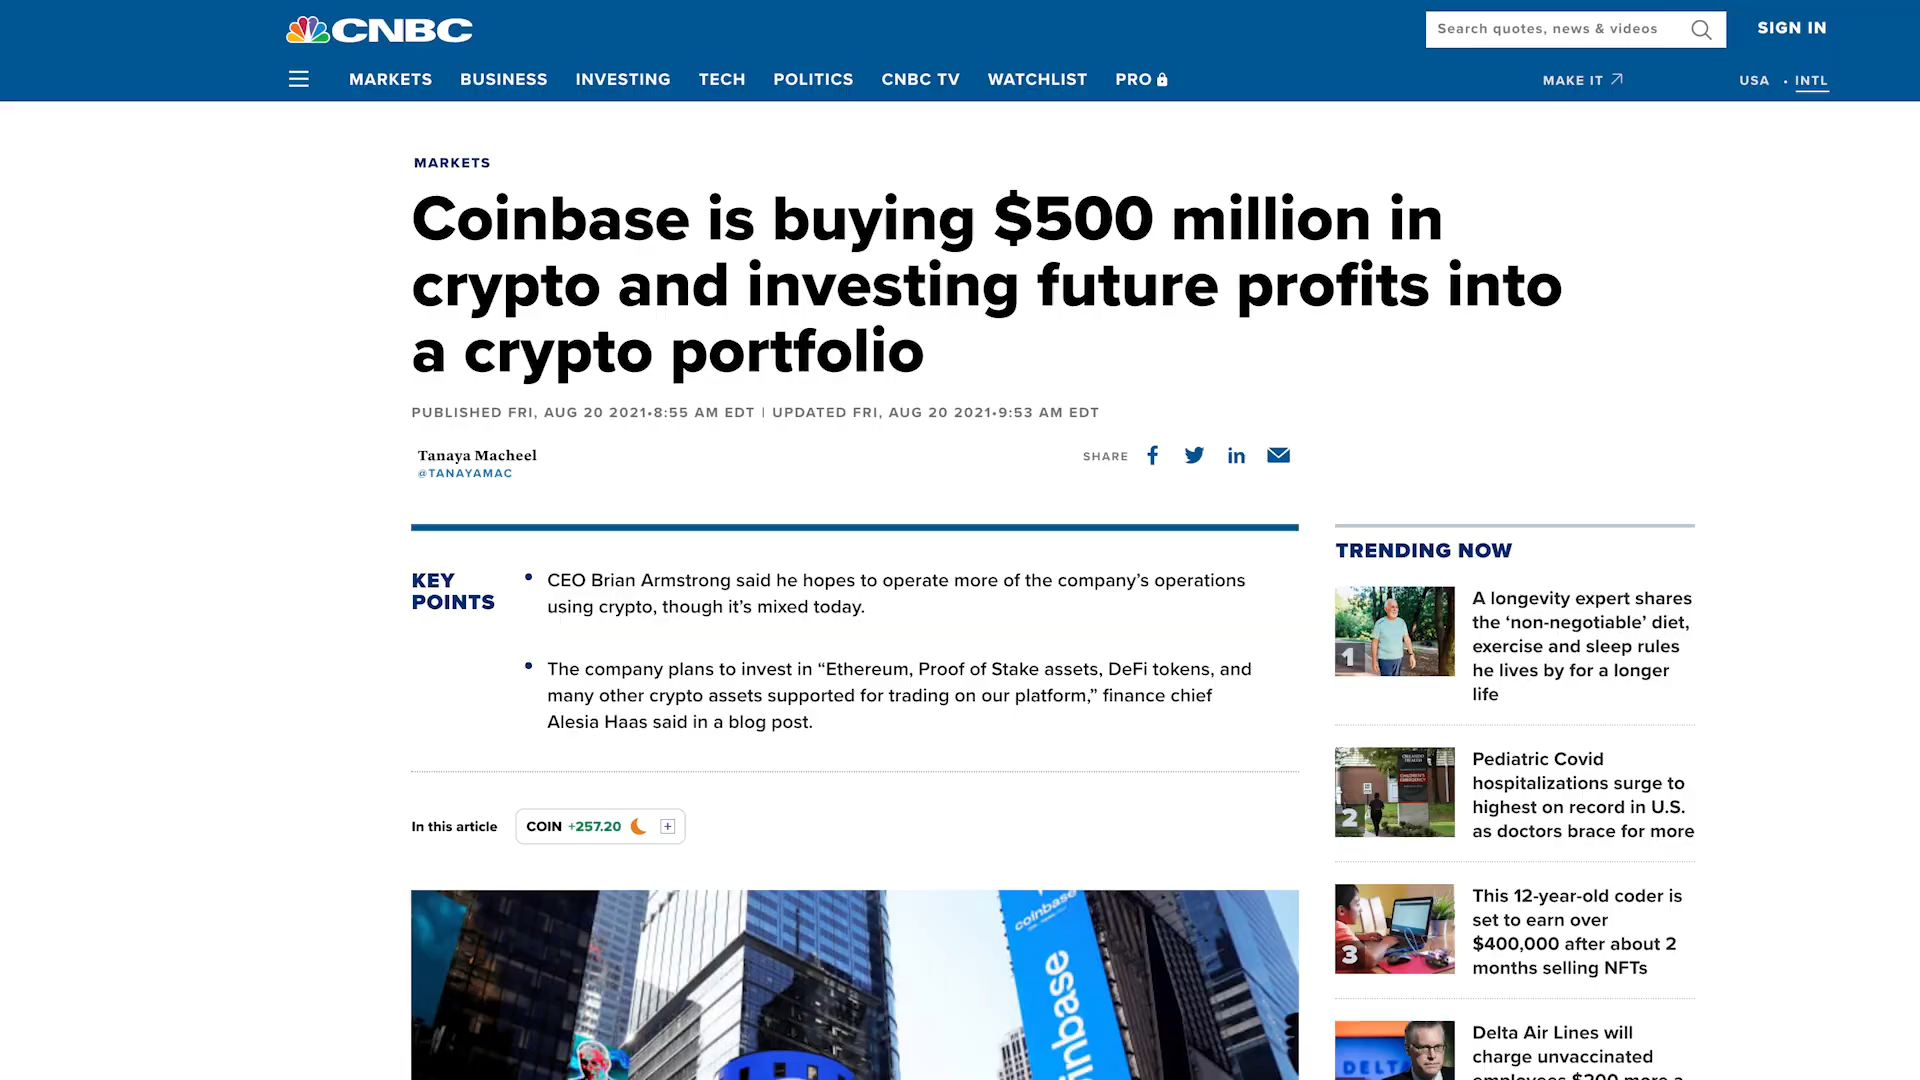 CNBC
Search quotes, news & videos
SIGN IN
MARKETS BUSINESS INVESTING TECH POLITICS CNBC TV WATCHLIST PRO
MAKE IT
USA • INTL
MARKETS
Coinbase is buying $500 million in
crypto and investing future profits into
a crypto portfolio
PUBLISHED FRI, AUG 20 2021•8:55 AM EDT | UPDATED FRI, AUG 20 2021•9:53 AM EDT
Tanaya Macheel
@TANAYAMAC
SHARE
KEY
POINTS
• CEO Brian Armstrong said he hopes to operate more of the company’s operations
using crypto, though it’s mixed today.
• The company plans to invest in “Ethereum, Proof of Stake assets, DeFi tokens, and
many other crypto assets supported for trading on our platform,” finance chief
Alesia Haas said in a blog post.
In this article
COIN +257.20
coinbase
inbase
TRENDING NOW
1
A longevity expert shares
the ‘non-negotiable’ diet,
exercise and sleep rules
he lives by for a longer
life
2
Pediatric Covid
hospitalizations surge to
highest on record in U.S.
as doctors brace for more
3
This 12-year-old coder is
set to earn over
$400,000 after about 2
months selling NFTs
DELTA
Delta Air Lines will
charge unvaccinated
employees $200 more a